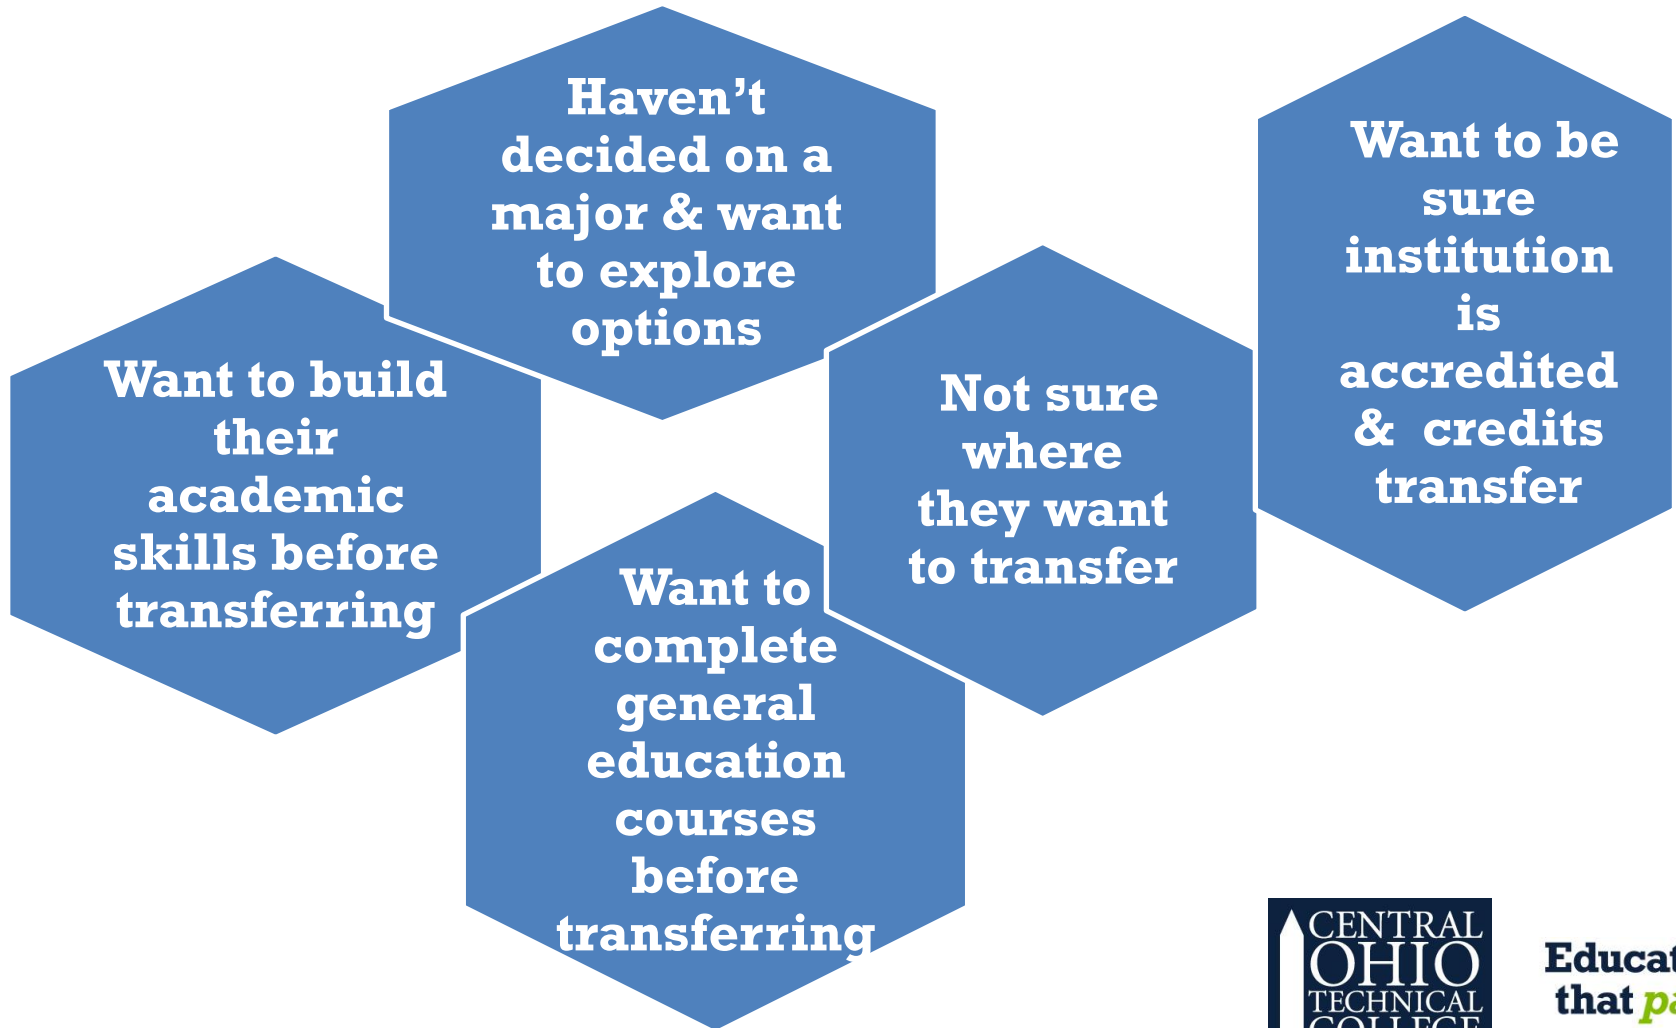 Haven’t
decided on a
major & want
to explore
options
Want to be
sure
institution
is
accredited
& credits
transfer
Want to build
their
academic
skills before
transferring
Not sure
where
they want
to transfer
Want to
complete
general
education
courses
before
transferring
CENTRAL
OHIO
TECHNICAL
COLLEGE
that